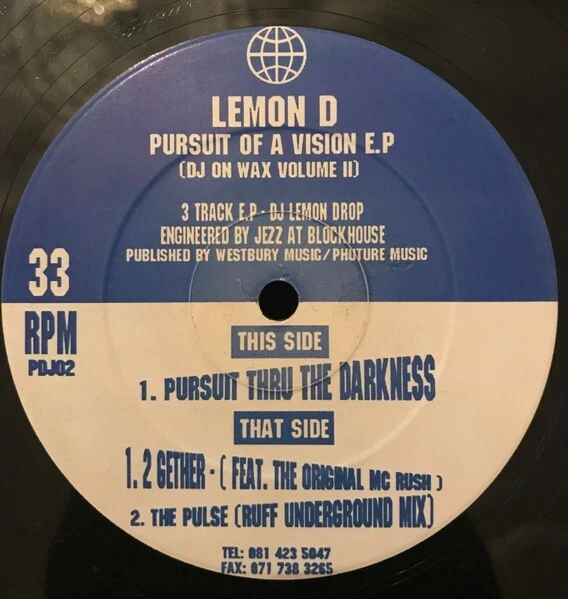 LEMON D
PURSUIT OF A VISION E.P
(DJ ON WAX VOLUME II)
3 TRACK E.P - DJ LEMON DROP
ENGINEERED BY JEZZ AT BLOCKHOUSE
PUBLISHED BY WESTBURY MUSIC/PHUTURE MUSIC
33
RPM
PDJ02
THIS SIDE
1. PURSUIT THRU THE DARKNESS
THAT SIDE
1. 2 GETHER - ( FEAT. THE ORIGINAL MC RUSH )
2. THE PULSE (RUFF UNDERGROUND MIX)
TEL: 081 423 5047
FAX: 071 738 3265